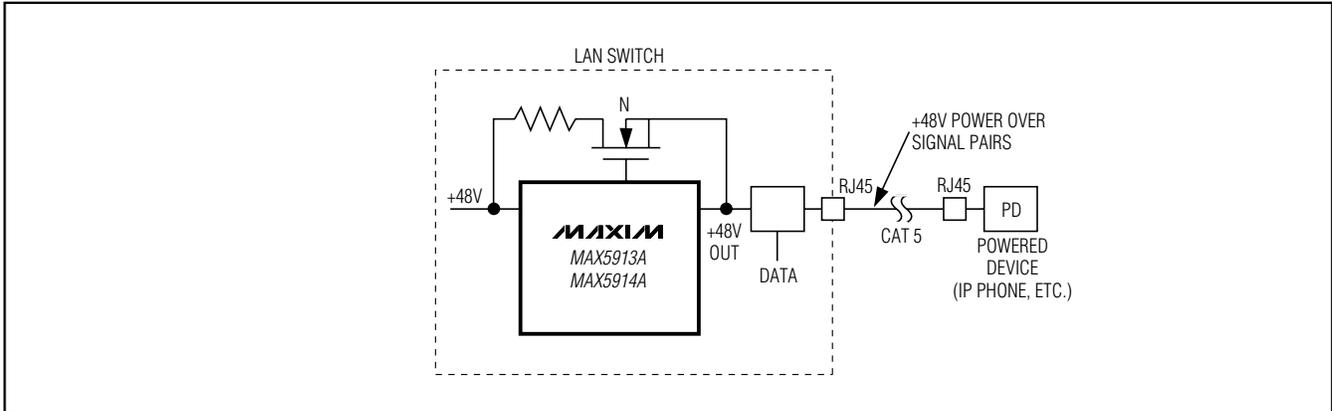 LAN SWITCH
N
+48V POWER OVER
SIGNAL PAIRS
+48V
RJ45
RJ45
MAXIM
MAX5913A
MAX5914A
+48V
OUT
DATA
CAT 5
PD
POWERED
DEVICE
(IP PHONE, ETC.)